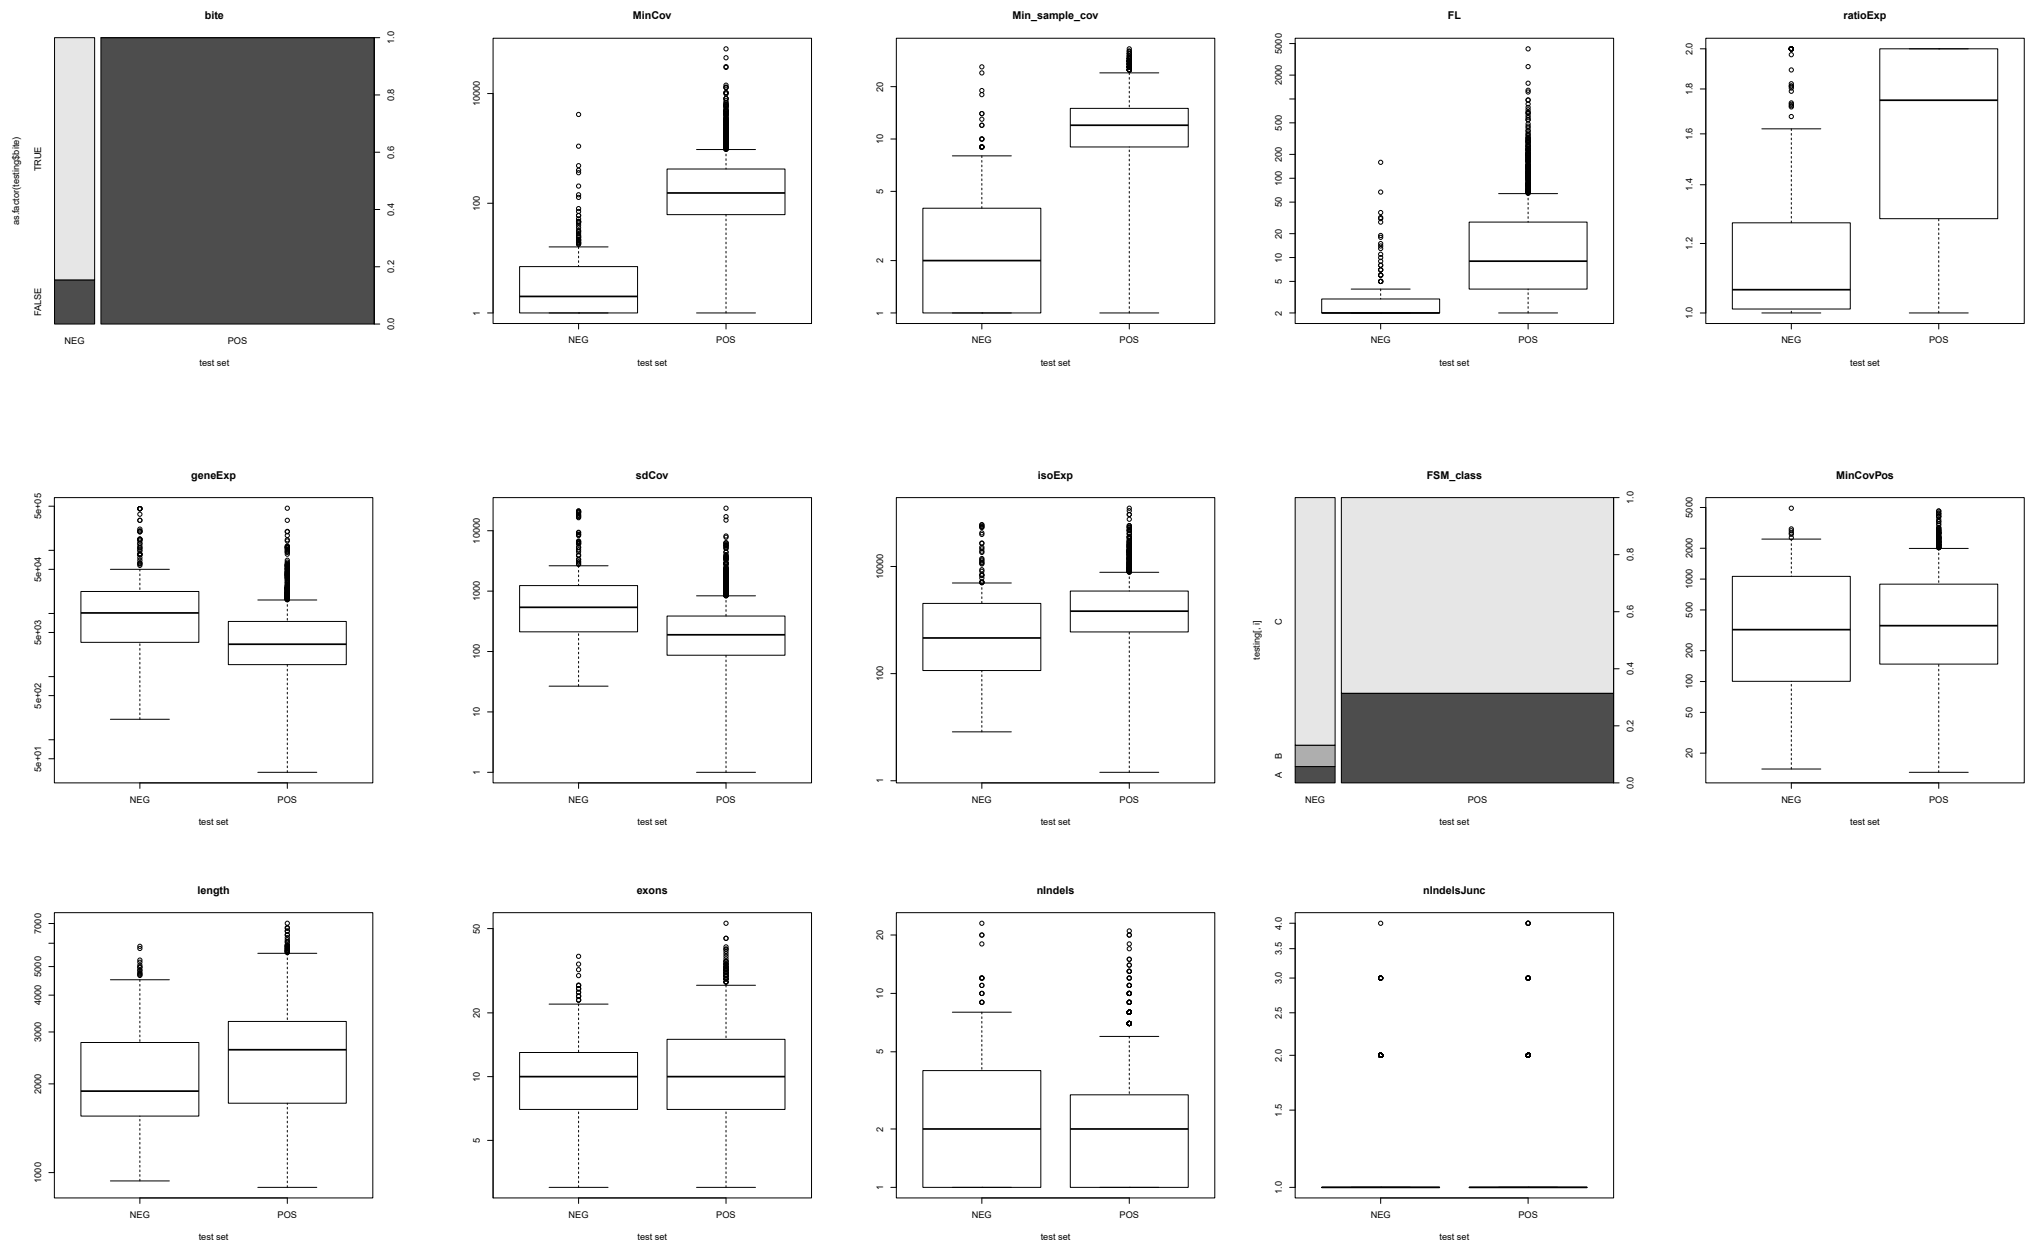 bite
as.factor(testing$bite)
TRUE
FALSE
1.0
0.8
0.6
0.4
0.2
0.0
NEG
POS
test set
MinCov
10000
100
1
NEG
POS
test set
Min_sample_cov
20
10
5
2
1
NEG
POS
test set
FL
5000
2000
1000
500
200
100
50
20
10
5
2
NEG
POS
test set
ratioExp
2.0
1.8
1.6
1.4
1.2
1.0
NEG
POS
test set
geneExp
5e+05
5e+04
5e+03
5e+02
5e+01
NEG
POS
test set
sdCov
10000
1000
100
10
1
NEG
POS
test set
isoExp
10000
100
1
NEG
POS
test set
FSM_class
testing[, i]
C
B
A
1.0
0.8
0.6
0.4
0.2
0.0
NEG
POS
test set
MinCovPos
5000
2000
1000
500
200
100
50
20
NEG
POS
test set
length
7000
5000
4000
3000
2000
1000
NEG
POS
test set
exons
50
20
10
5
NEG
POS
test set
nIndels
20
10
5
2
1
NEG
POS
test set
nIndelsJunc
4.0
3.5
3.0
2.5
2.0
1.5
1.0
NEG
POS
test set